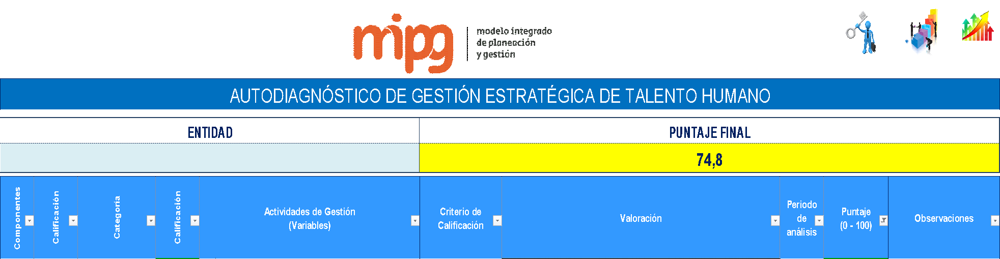 mipg
modelo integrado
de planeación
y gestión
AUTODIAGNÓSTICO DE GESTIÓN ESTRATÉGICA DE TALENTO HUMANO
ENTIDAD
PUNTAJE FINAL
74,8
Componentes
Calificación
Categoría
Calificación
Actividades de Gestión
(Variables)
Criterio de
Calificación
Valoración
Periodo
de
análisis
Puntaje
(0 - 100)
Observaciones